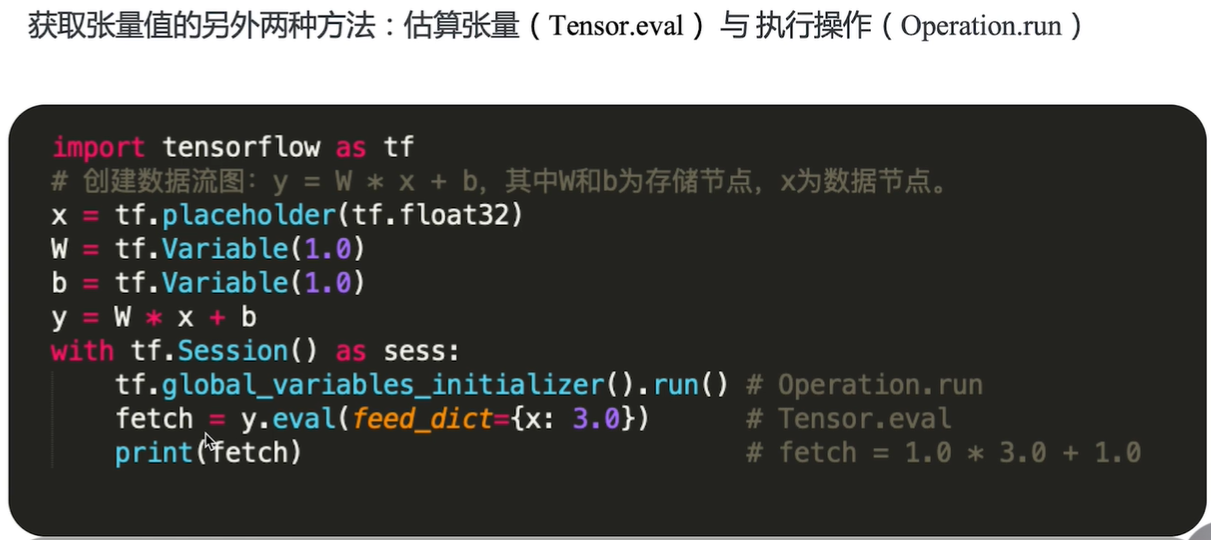 获取张量值的另外两种方法：估算张量（Tensor.eval）与 执行操作（Operation.run）
import tensorflow as tf
# 创建数据流图：y = W * x + b，其中W和b为存储节点，x为数据节点。
x = tf.placeholder(tf.float32)
W = tf.Variable(1.0)
b = tf.Variable(1.0)
y = W * x + b
with tf.Session() as sess:
    tf.global_variables_initializer().run() # Operation.run
    fetch = y.eval(feed_dict={x: 3.0})      # Tensor.eval
    print(fetch)                            # fetch = 1.0 * 3.0 + 1.0